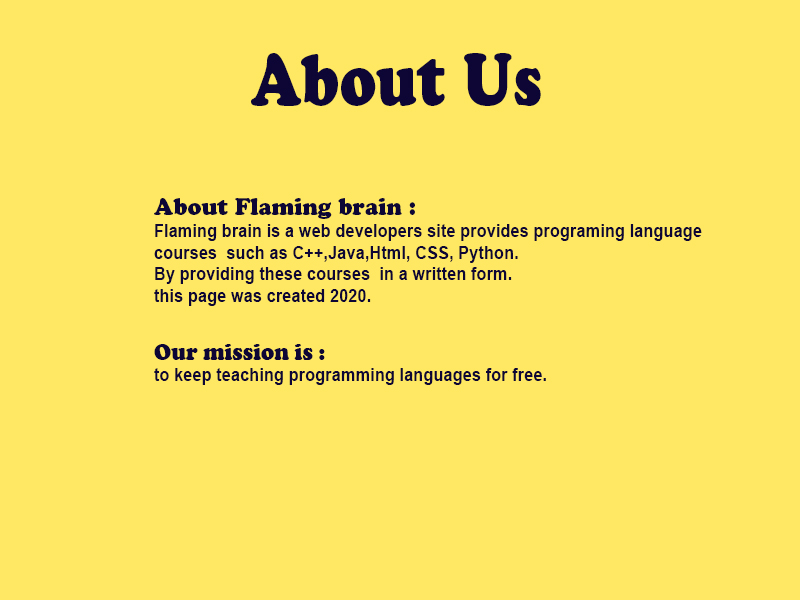 About Us
About Flaming brain :
Flaming brain is a web developers site provides programing language
courses  such as C++,Java,Html, CSS, Python.
By providing these courses  in a written form.
this page was created 2020.
Our mission is :
to keep teaching programming languages for free.